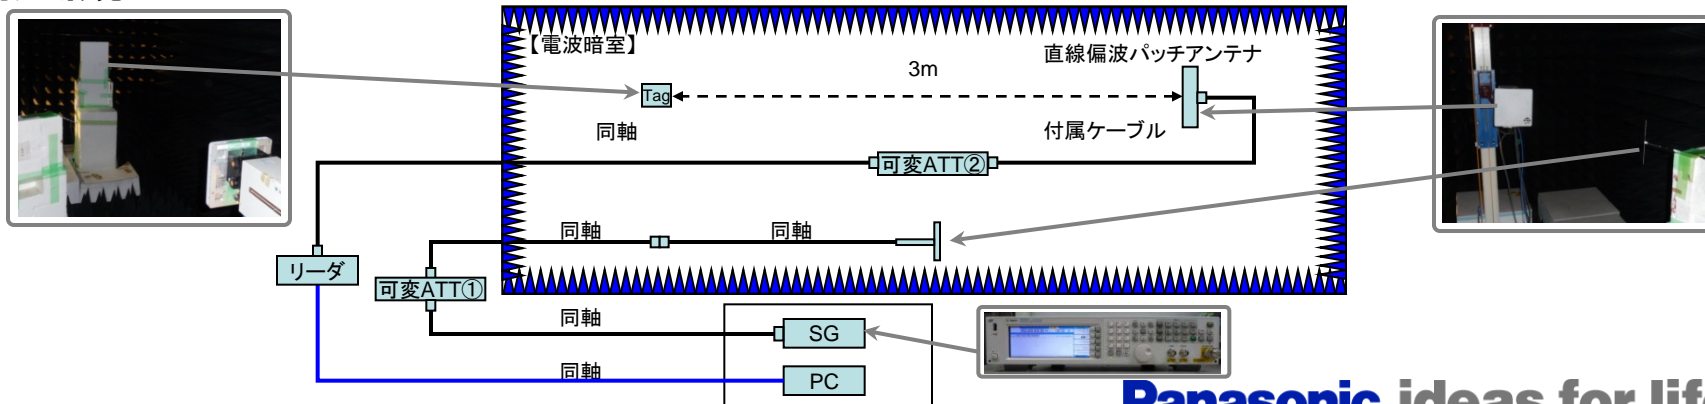 【電波暗室】
直線偏波パッチアンテナ
3m
Tag
同軸
付属ケーブル
可変ATT②
同軸
同軸
リーダ
可変ATT①
同軸
SG
同軸
PC
Panasonic ideas for lif